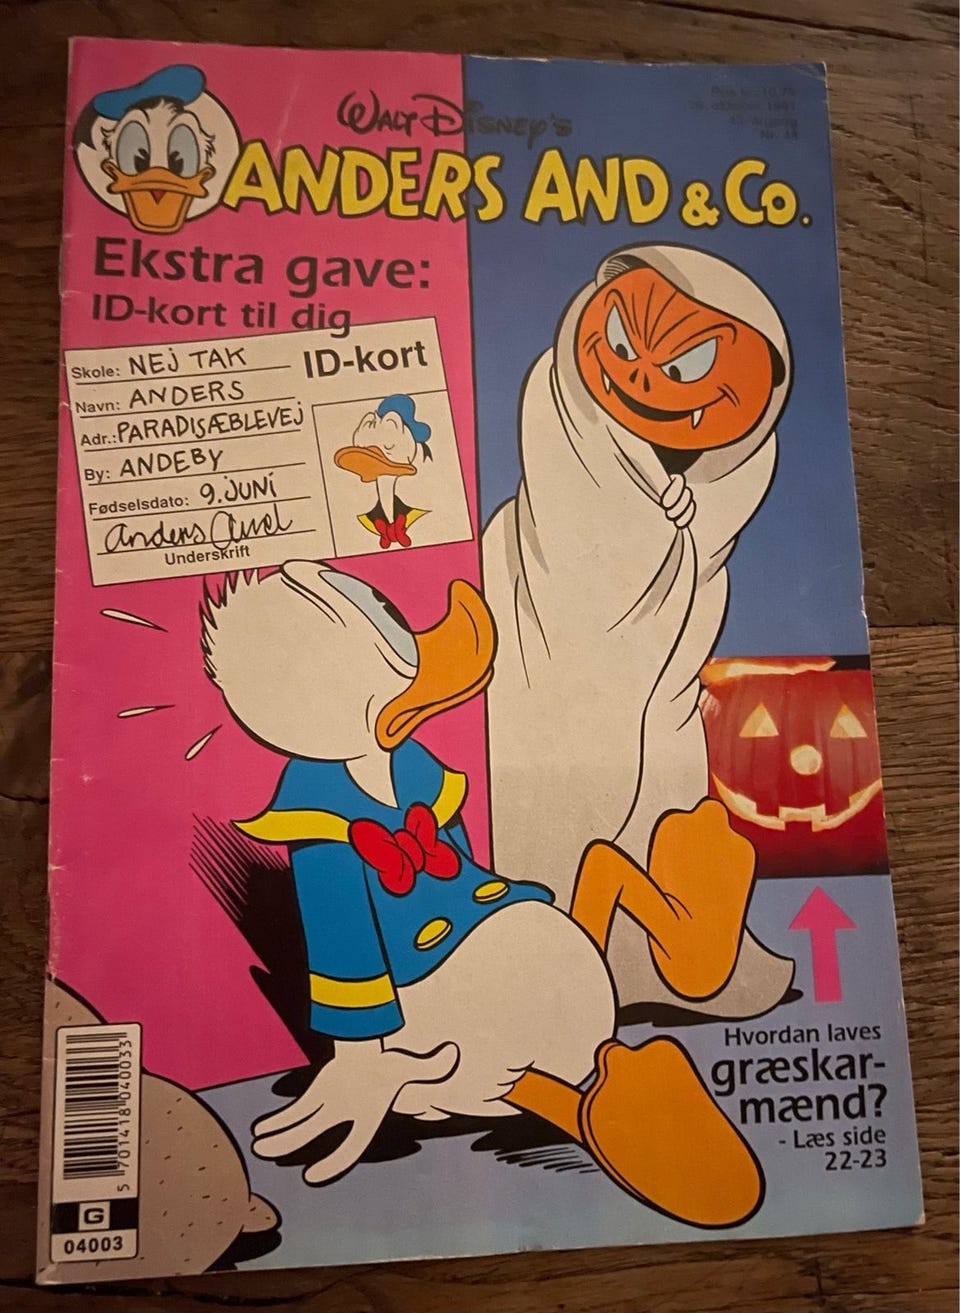 WALT DISNEY'S
ANDERS AND & CO.
Ekstra gave:
ID-kort til dig
ID-kort
Skole: NEJ TAK
Navn: ANDERS
Adr.: PARADISÆBLEVEJ
By: ANDEBY
Fødselsdato: 9. JUNI
Anders And
Underskrift
Hvordan laves
græskar-
mænd?
- Læs side
22-23
5 701418 040033
G
04003